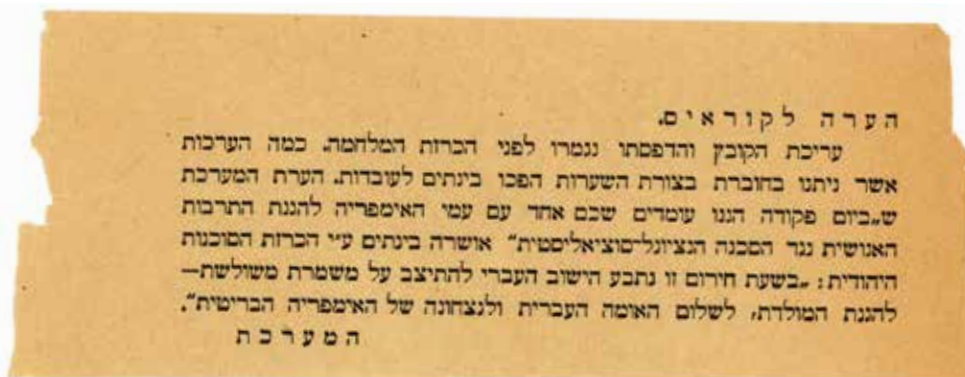 הערה לקוראים.
עריכת הקובץ והדפסתו נגמרו לפני הכרזת המלחמה. כמה הערכות
אשר ניתנו בחוברת בצורת השערות הפכו בינתים לעובדות. הערת המערכת
ש„ביום פקודה הננו עומדים שכם אחד עם עמי האימפריה להגנת התרבות
האנושית נגד הסכנה הנציונל־סוציאליסטית“ אושרה בינתים ע״י הכרזת הסוכנות
היהודית: „בשעת חירום זו נתבע הישוב העברי להתיצב על משמרת משולשת—
להגנת המולדת, לשלום האומה העברית ולנצחונה של האימפריה הבריטית“.
המערכת